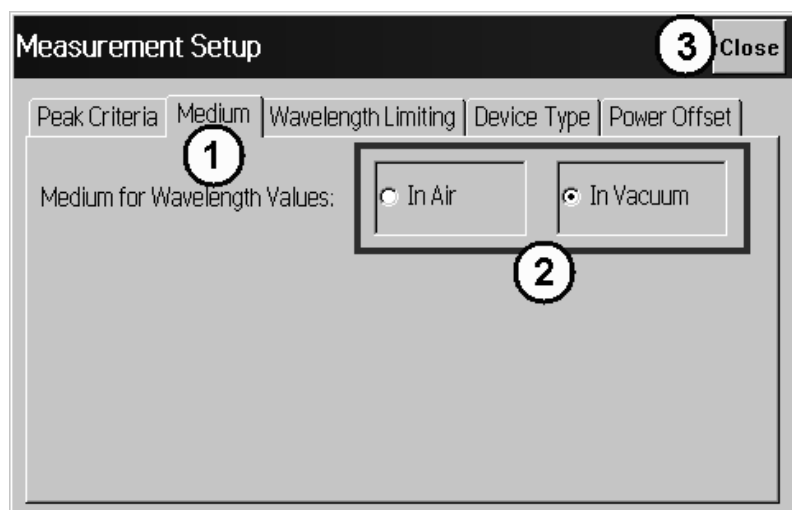 Measurement Setup
3 Close
Peak Criteria Medium Wavelength Limiting Device Type Power Offset
1
Medium for Wavelength Values: In Air In Vacuum
2